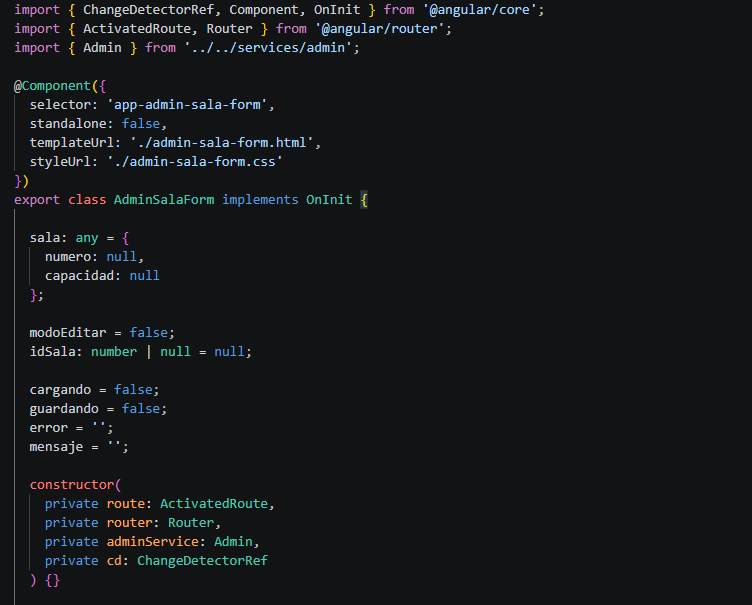 import { ChangeDetectorRef, Component, OnInit } from '@angular/core';
import { ActivatedRoute, Router } from '@angular/router';
import { Admin } from '../../services/admin';

@Component({
  selector: 'app-admin-sala-form',
  standalone: false,
  templateUrl: './admin-sala-form.html',
  styleUrl: './admin-sala-form.css'
})
export class AdminSalaForm implements OnInit {

  sala: any = {
    numero: null,
    capacidad: null
  };

  modoEditar = false;
  idSala: number | null = null;

  cargando = false;
  guardando = false;
  error = '';
  mensaje = '';

  constructor(
    private route: ActivatedRoute,
    private router: Router,
    private adminService: Admin,
    private cd: ChangeDetectorRef
  ) {}